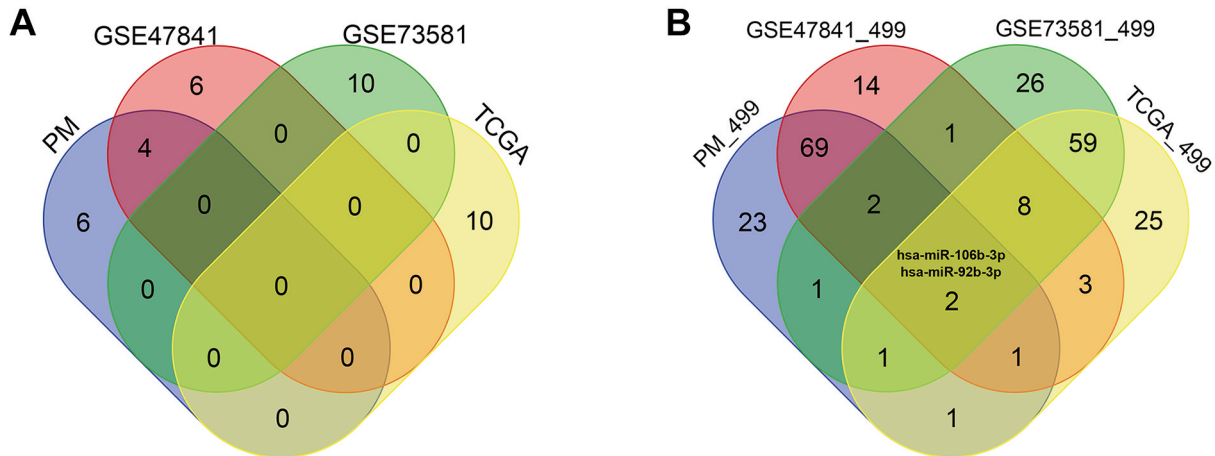 A
GSE47841
GSE73581
PM
TCGA
6
10
4
0
0
6
0
0
10
0
0
0
0
0
0
B
GSE47841_499
GSE73581_499
PM_499
TCGA_499
14
26
69
1
59
23
2
8
25
hsa-miR-106b-3p
hsa-miR-92b-3p
1
2
3
1
1
1